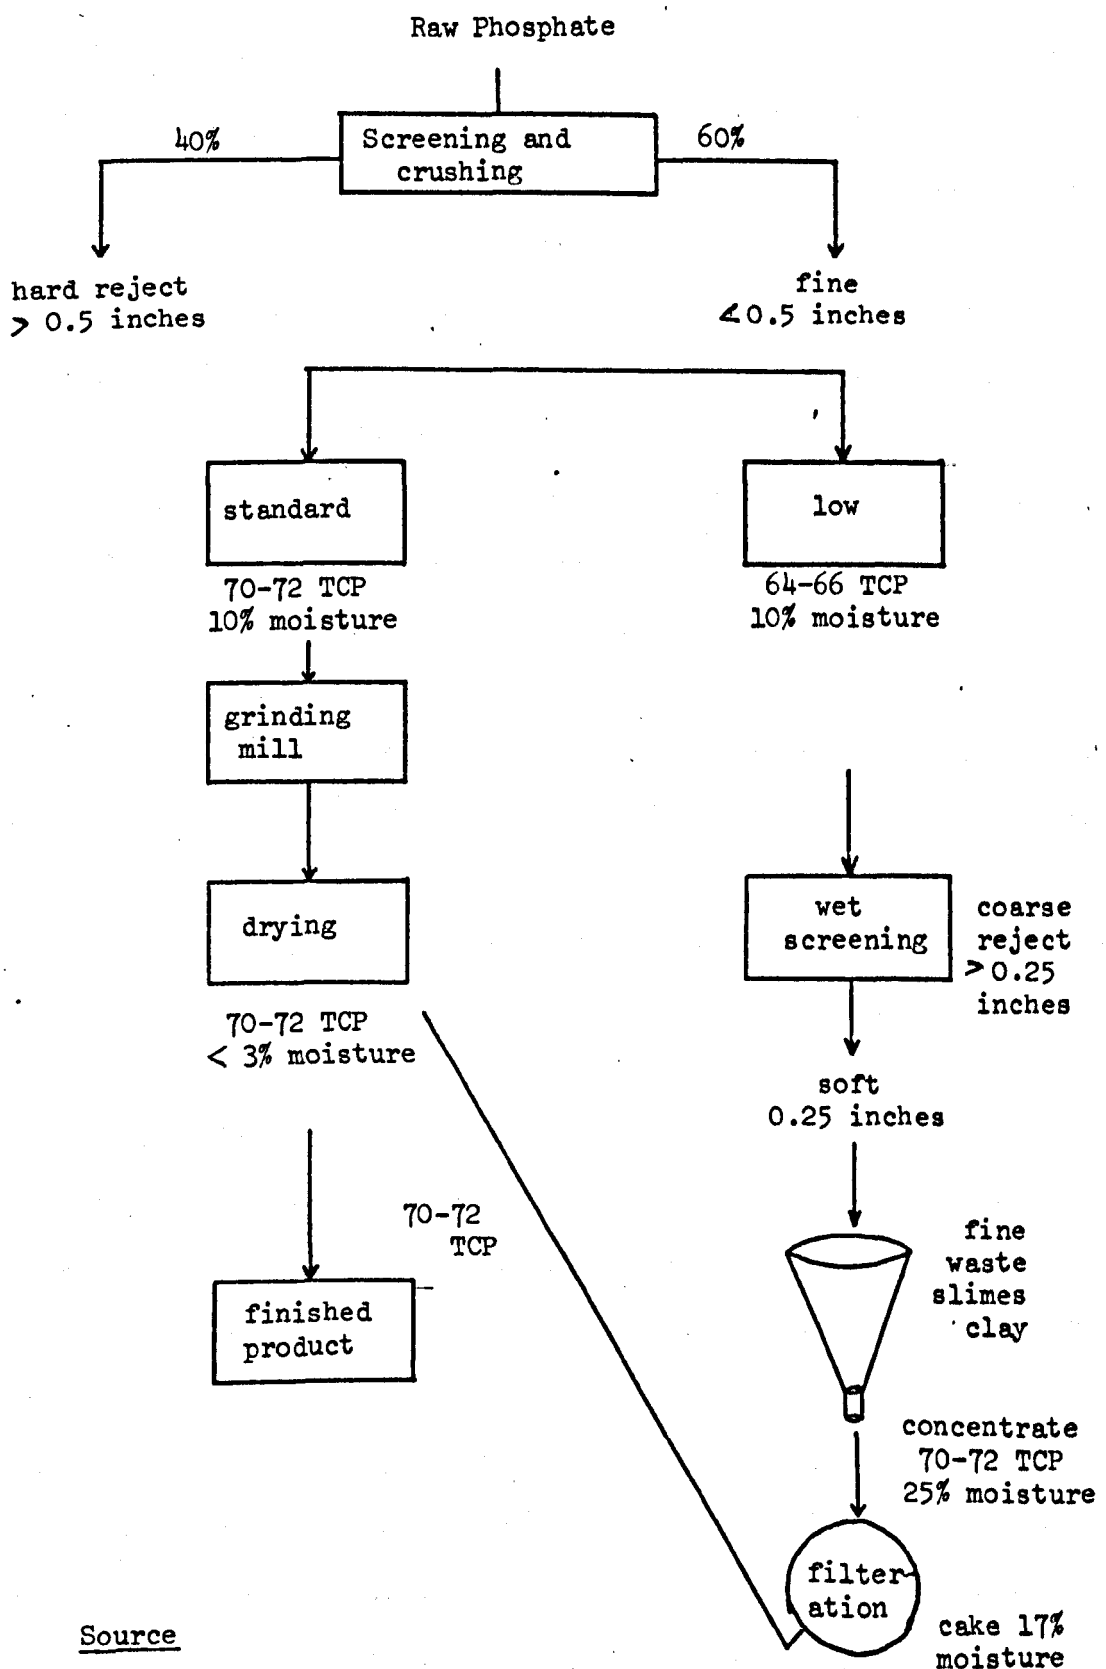 Raw Phosphate
40%
Screening and
crushing
60%
hard reject
> 0.5 inches
fine
<0.5 inches
standard
low
70-72 TCP
10% moisture
64-66 TCP
10% moisture
grinding
mill
drying
wet
screening
coarse
reject
>0.25
inches
70-72 TCP
< 3% moisture
soft
0.25 inches
70-72
TCP
fine
waste
slimes
clay
finished
product
concentrate
70-72 TCP
25% moisture
filter-
ation
cake 17%
moisture
Source